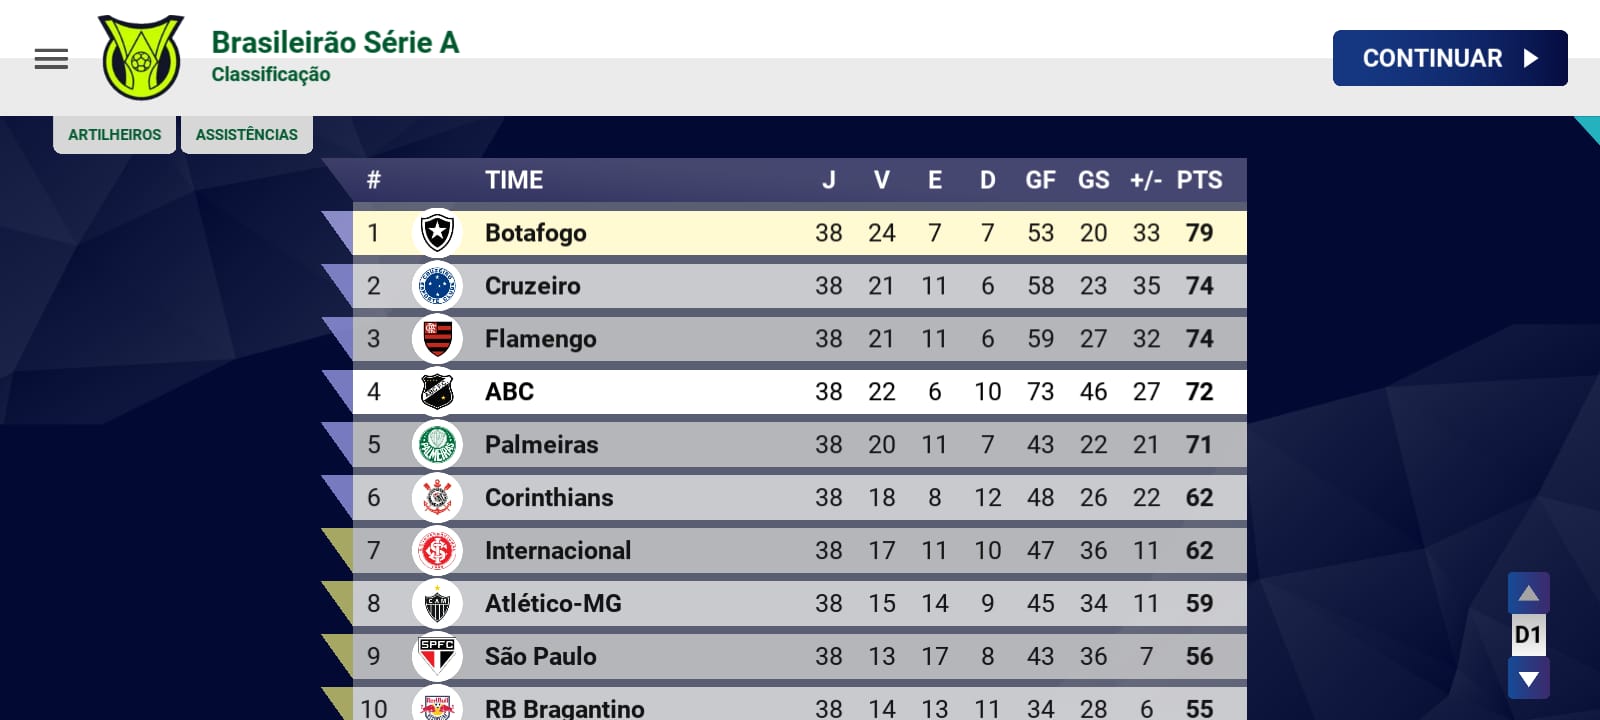 Brasileirão Série A
Classificação
CONTINUAR
ARTILHEIROS ASSISTÊNCIAS
# TIME J V E D GF GS +/- PTS
1 Botafogo 38 24 7 7 53 20 33 79
2 Cruzeiro 38 21 11 6 58 23 35 74
3 Flamengo 38 21 11 6 59 27 32 74
4 ABC 38 22 6 10 73 46 27 72
5 Palmeiras 38 20 11 7 43 22 21 71
6 Corinthians 38 18 8 12 48 26 22 62
7 Internacional 38 17 11 10 47 36 11 62
8 Atlético-MG 38 15 14 9 45 34 11 59
9 São Paulo 38 13 17 8 43 36 7 56
10 RB Bragantino 38 14 13 11 34 28 6 55
D1